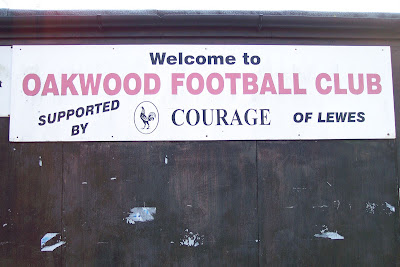 Welcome to
OAKWOOD FOOTBALL CLUB
SUPPORTED BY COURAGE OF LEWES